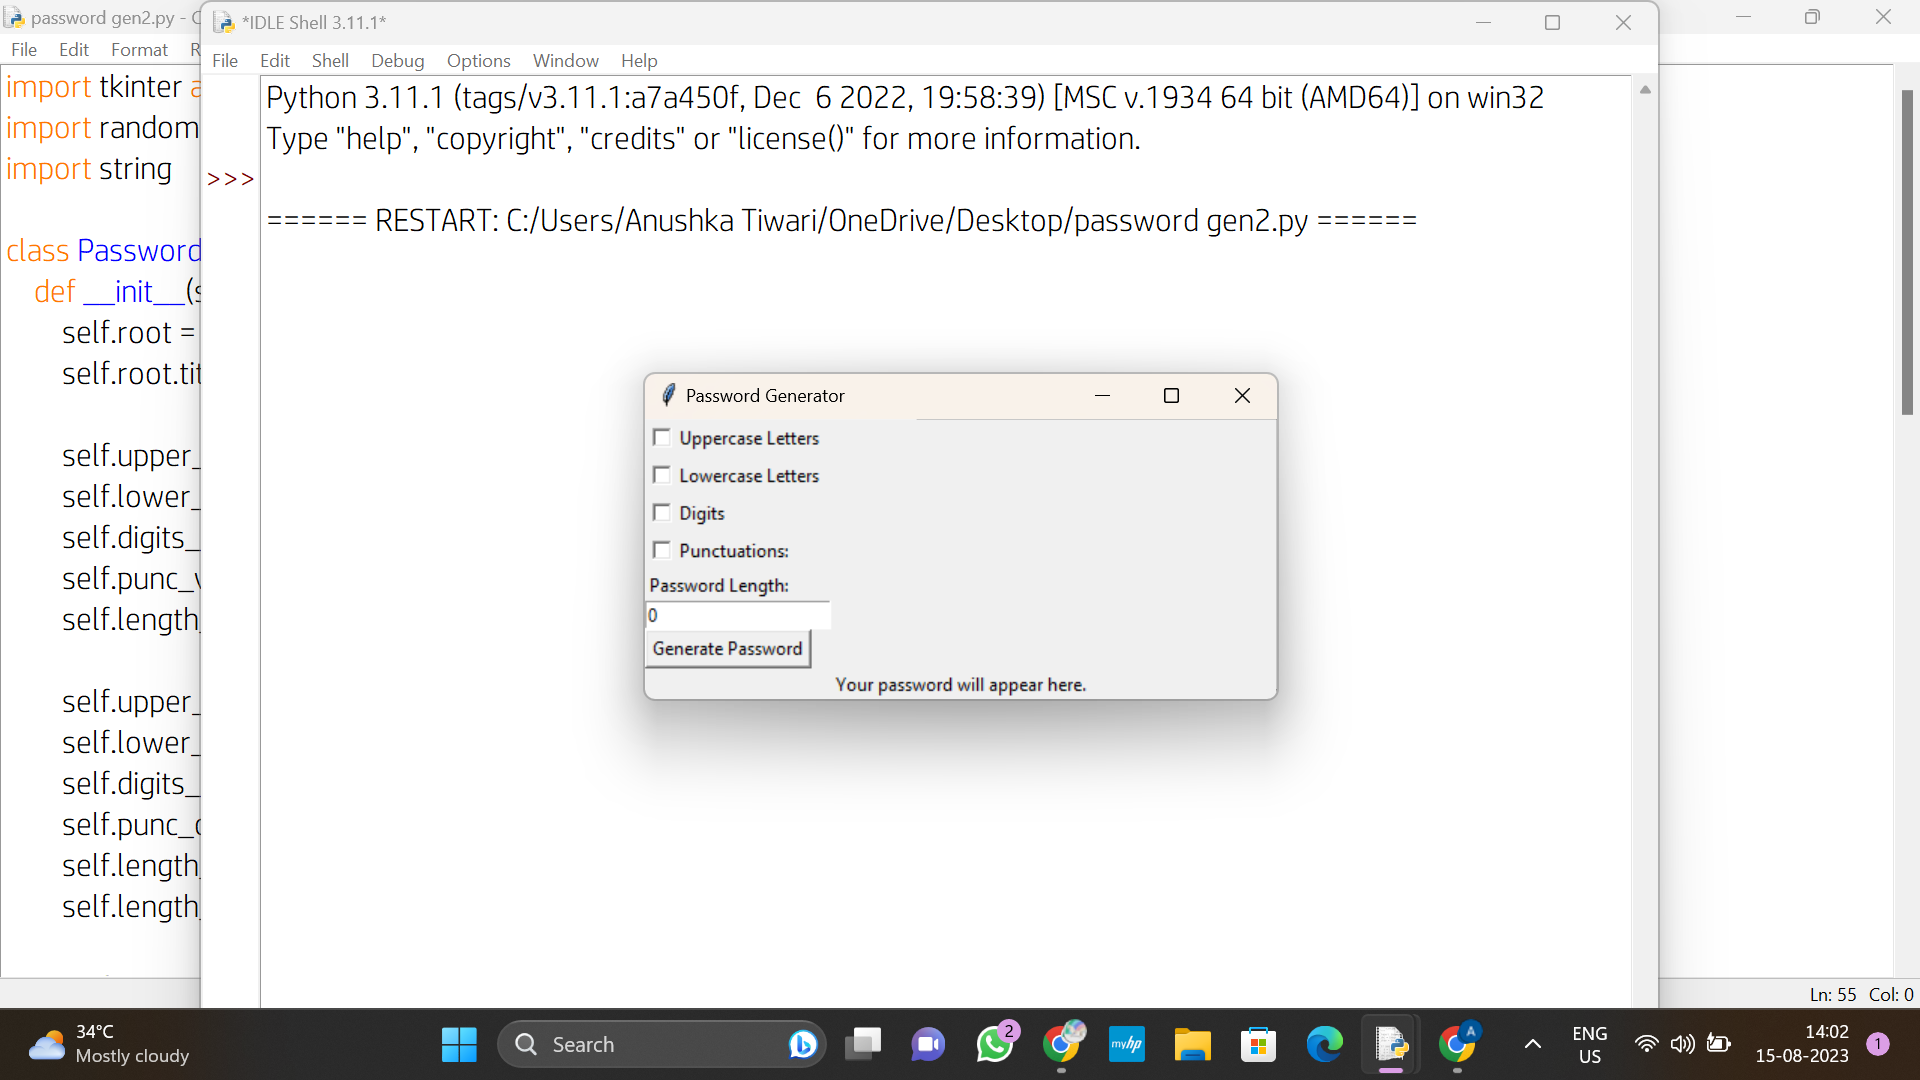 password gen2.py - C
File Edit Format R
import tkinter a
import random
import string
class Password
def __init__(s
self.root =
self.root.tit
self.upper_
self.lower_
self.digits_
self.punc_v
self.length_
self.upper_
self.lower_
self.digits_
self.punc_c
self.length_
self.length_
*IDLE Shell 3.11.1*
File Edit Shell Debug Options Window Help
Python 3.11.1 (tags/v3.11.1:a7a450f, Dec  6 2022, 19:58:39) [MSC v.1934 64 bit (AMD64)] on win32
Type "help", "copyright", "credits" or "license()" for more information.
>>>
====== RESTART: C:/Users/Anushka Tiwari/OneDrive/Desktop/password gen2.py ======
Password Generator
Uppercase Letters
Lowercase Letters
Digits
Punctuations:
Password Length:
0
Generate Password
Your password will appear here.
Ln: 55 Col: 0
34°C
Mostly cloudy
Search
2
myhp
A
ENG
US
14:02
15-08-2023
1